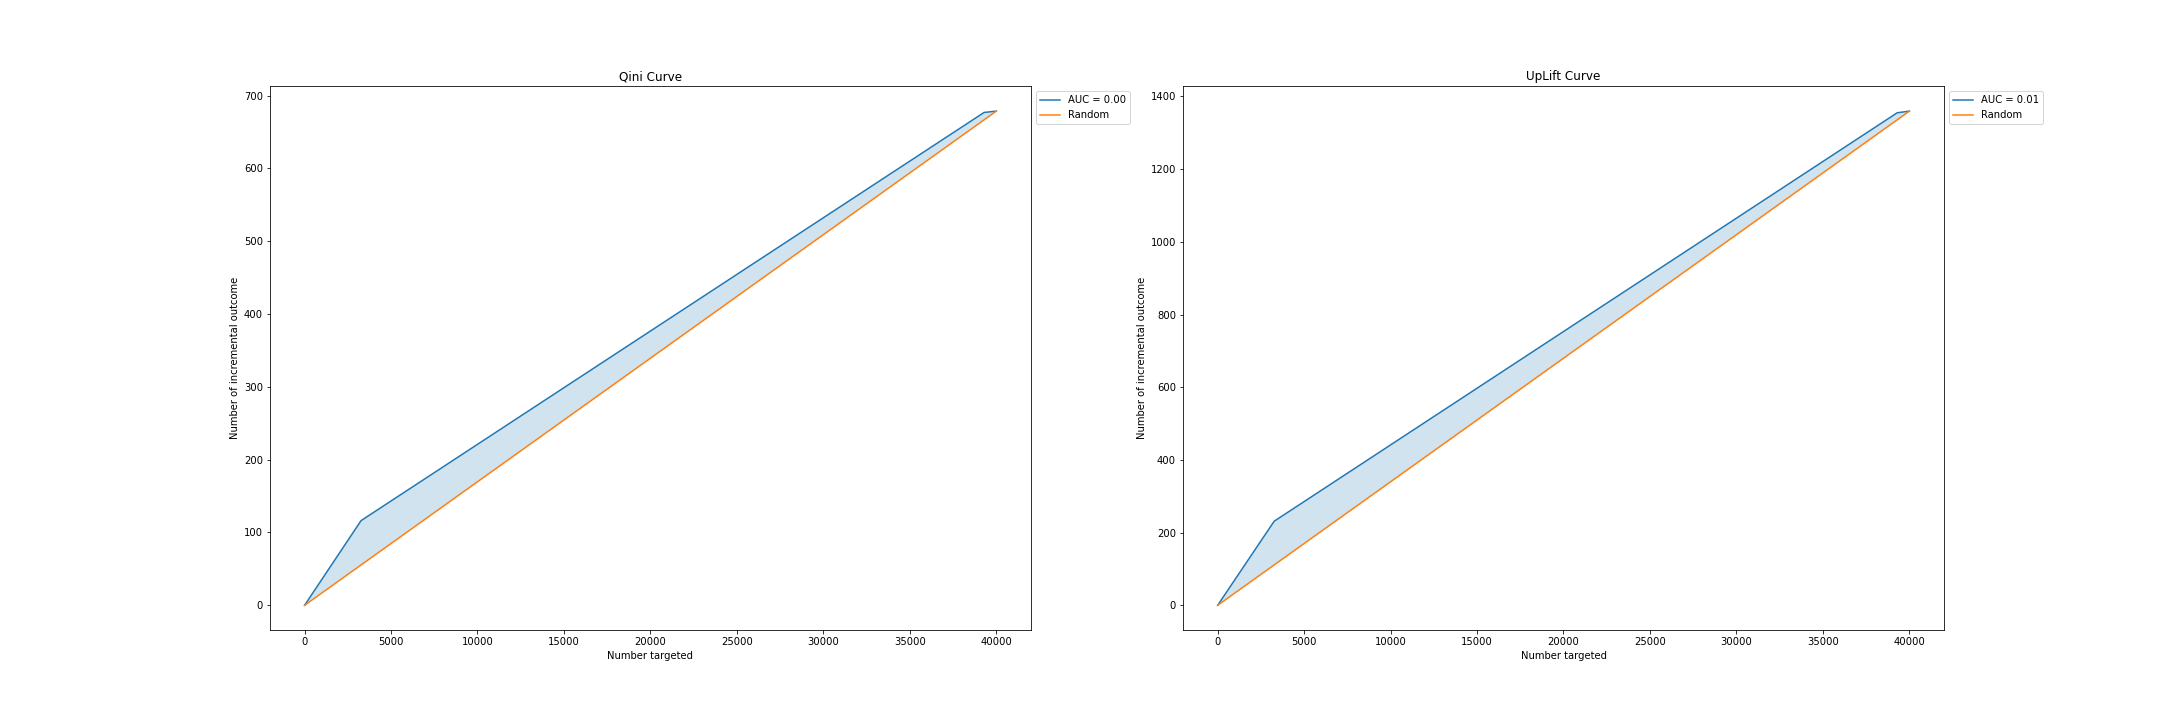 Qini Curve
700
600
500
400
300
200
100
0
Number of incremental outcome
0 5000 10000 15000 20000 25000 30000 35000 40000
Number targeted
AUC = 0.00
Random
UpLift Curve
1400
1200
1000
800
600
400
200
0
Number of incremental outcome
0 5000 10000 15000 20000 25000 30000 35000 40000
Number targeted
AUC = 0.01
Random